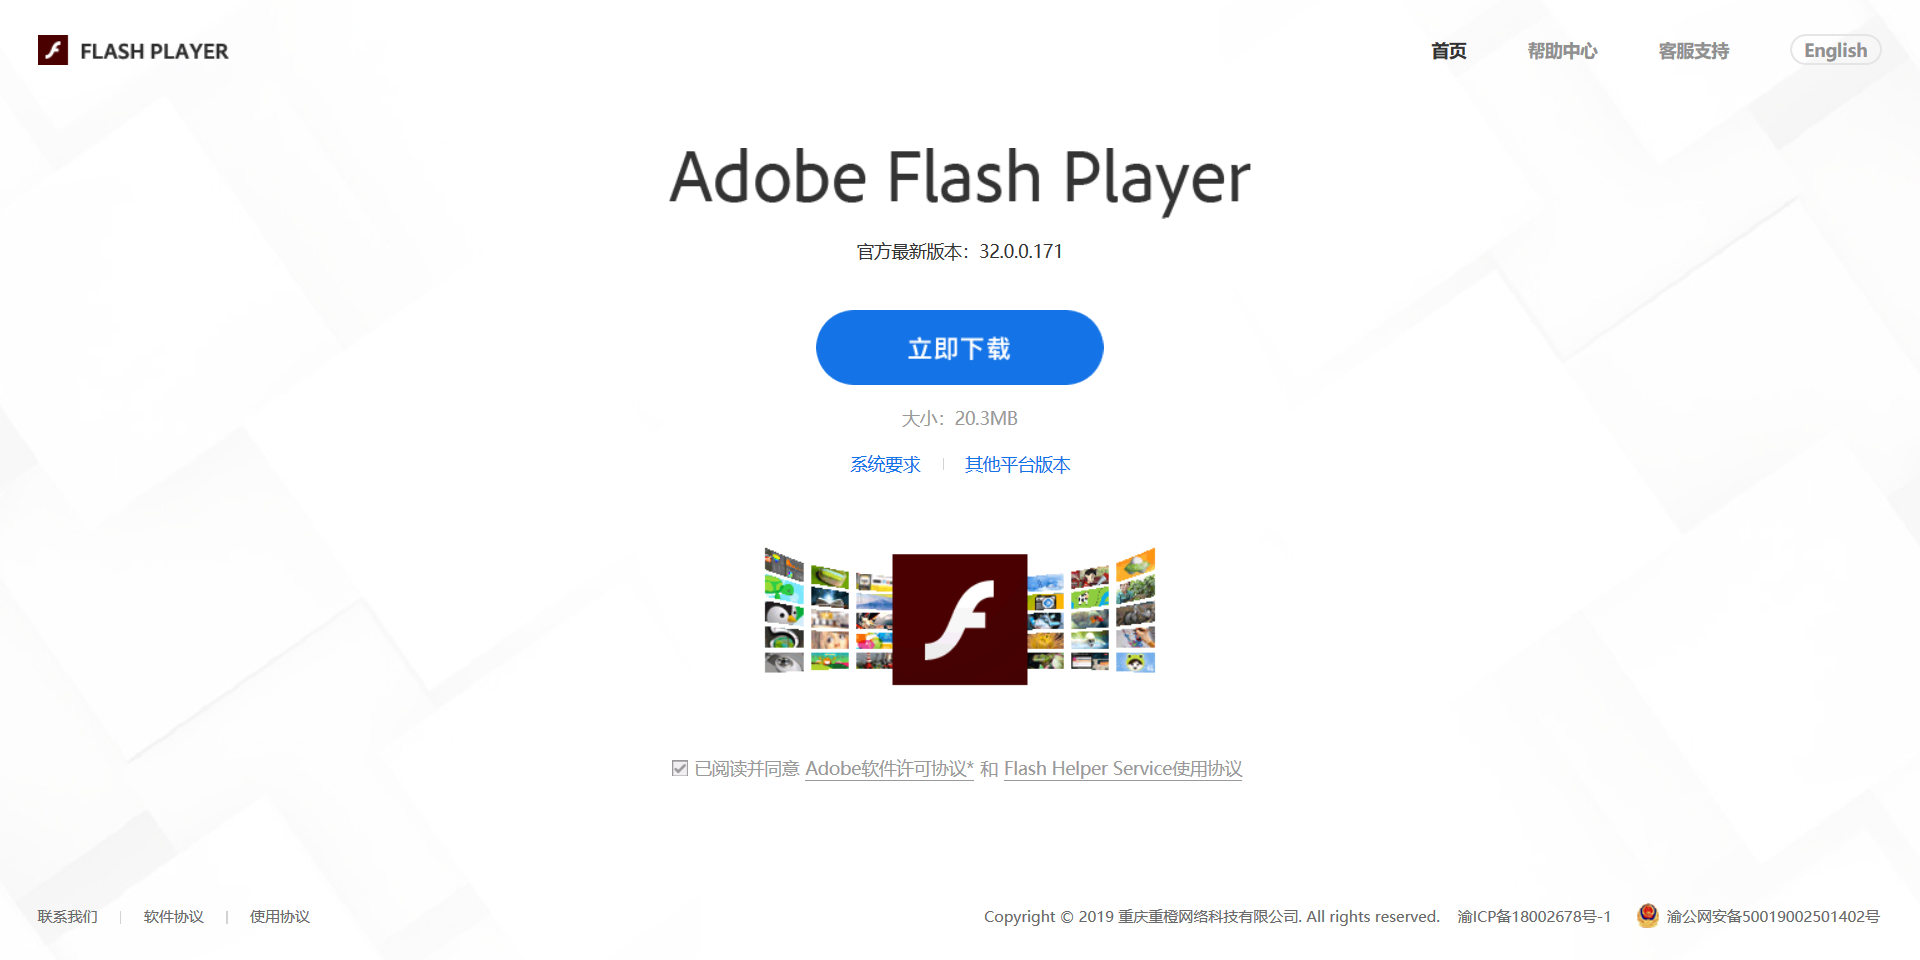 FLASH PLAYER
首页
帮助中心
客服支持
English
Adobe Flash Player
官方最新版本：32.0.0.171
立即下载
大小：20.3MB
系统要求
其他平台版本
已阅读并同意 Adobe软件许可协议* 和 Flash Helper Service使用协议
联系我们 | 软件协议 | 使用协议
Copyright © 2019 重庆重橙网络科技有限公司. All rights reserved. 渝ICP备18002678号-1 渝公网安备50019002501402号